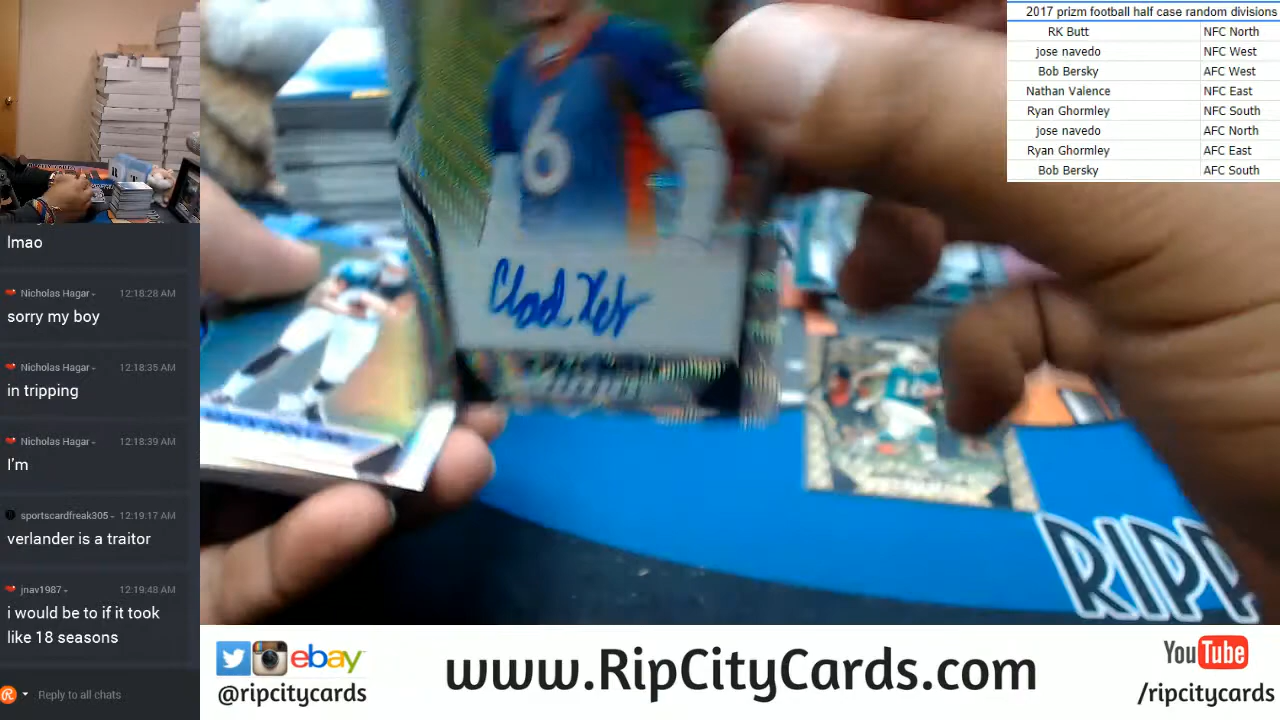 2017 prizm football half case random divisions
RK Butt NFC North
jose navedo NFC West
Bob Bersky AFC West
Nathan Valence NFC East
Ryan Ghormley NFC South
jose navedo AFC North
Ryan Ghormley AFC East
Bob Bersky AFC South
lmao
Nicholas Hagar 12:18:28 AM
sorry my boy
Nicholas Hagar 12:18:35 AM
in tripping
Nicholas Hagar 12:18:39 AM
I'm
sportscardfreak305 12:19:17 AM
verlander is a traitor
jnav1987 12:19:48 AM
i would be to if it took
like 18 seasons
Reply to all chats
6
Chad Kel
RIPP
ebay
@ripcitycards
www.RipCityCards.com
YouTube
/ripcitycards